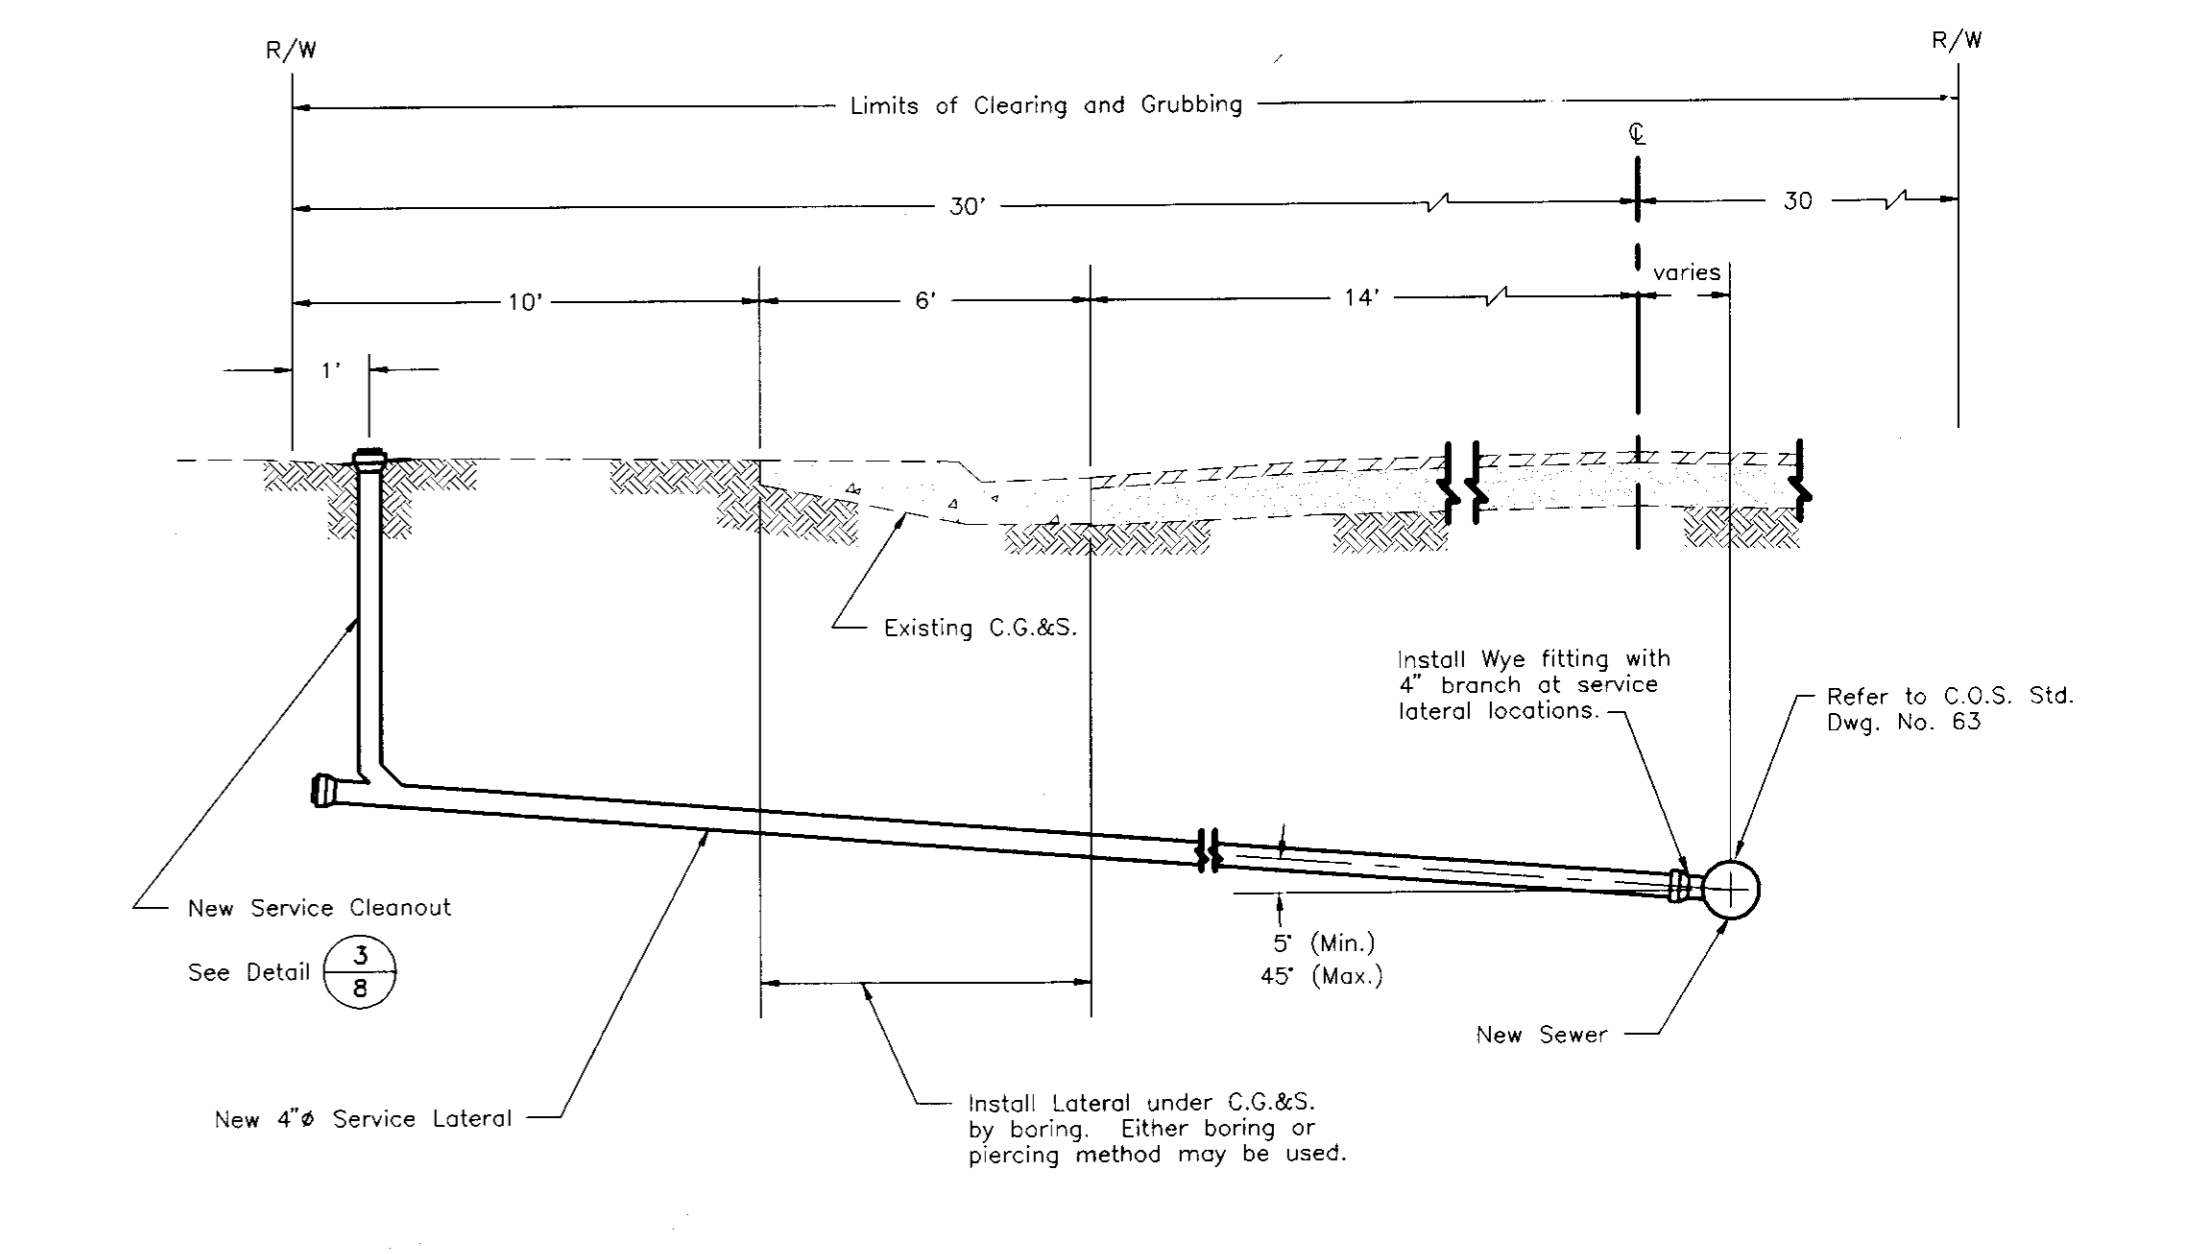 R/W
R/W
Limits of Clearing and Grubbing
℄
30'
30
varies
10'
6'
14'
1'
Existing C.G.&S.
Install Wye fitting with
4" branch at service
lateral locations.
Refer to C.O.S. Std.
Dwg. No. 63
New Service Cleanout
See Detail
3
8
5° (Min.)
45° (Max.)
New Sewer
New 4"ø Service Lateral
Install Lateral under C.G.&S.
by boring. Either boring or
piercing method may be used.